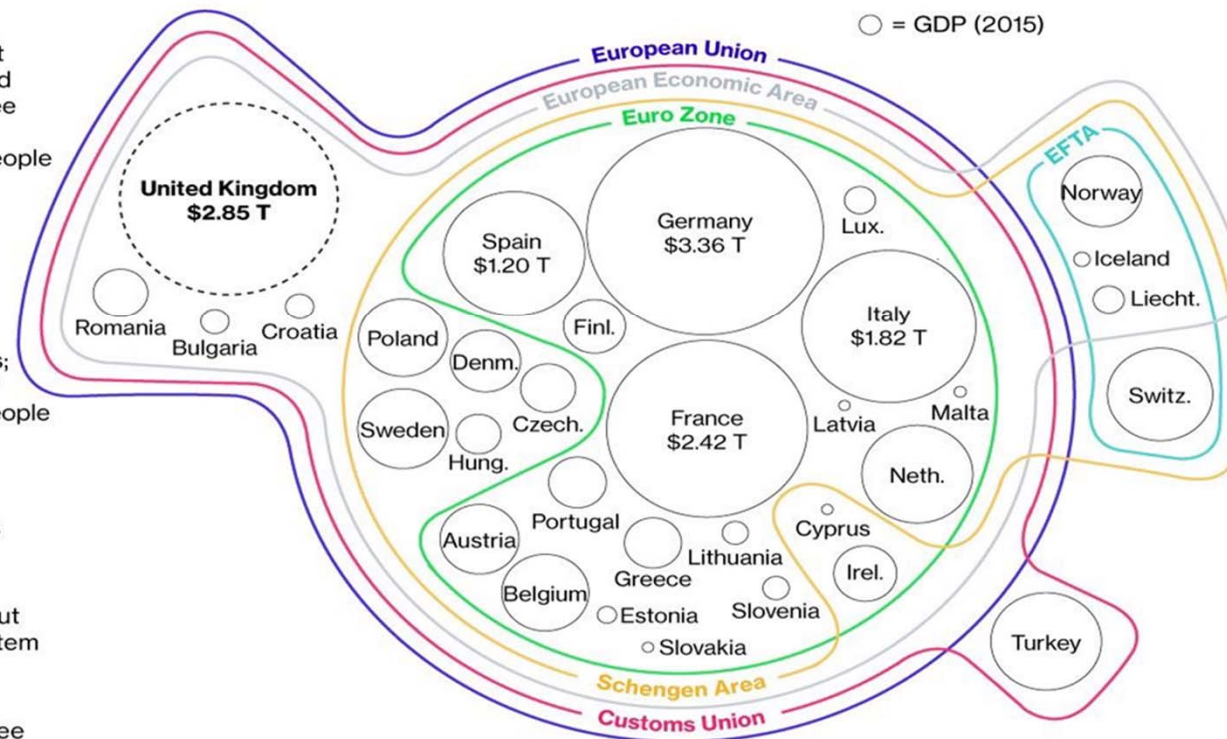 t
d
ee
eople
s;
eople
ut
tem
ee
= GDP (2015)
European Union
European Economic Area
Euro Zone
EFTA
United Kingdom
$2.85 T
Romania
Bulgaria
Croatia
Spain
$1.20 T
Germany
$3.36 T
Lux.
Italy
$1.82 T
Finl.
Poland
Denm.
Czech.
Sweden
Hung.
France
$2.42 T
Latvia
Malta
Neth.
Portugal
Austria
Belgium
Greece
Lithuania
Cyprus
Irel.
Slovenia
Estonia
Slovakia
Norway
Iceland
Liecht.
Switz.
Turkey
Schengen Area
Customs Union